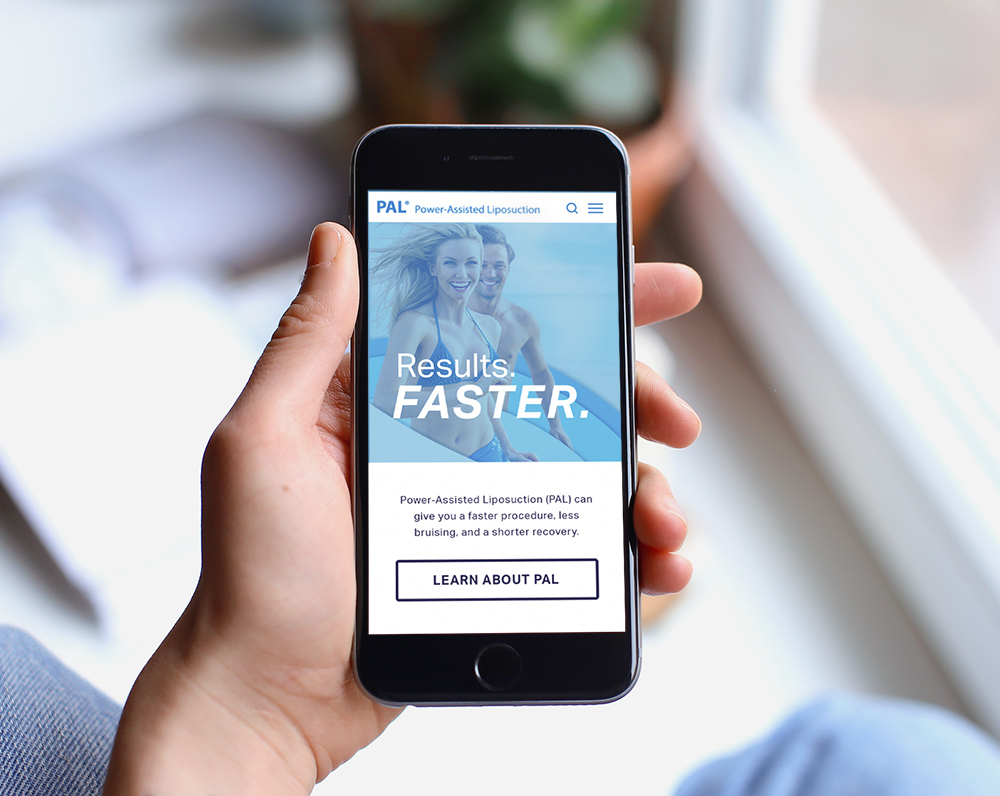 PAL® Power-Assisted Liposuction
Results.
FASTER.
Power-Assisted Liposuction (PAL) can
give you a faster procedure, less
bruising, and a shorter recovery.
LEARN ABOUT PAL